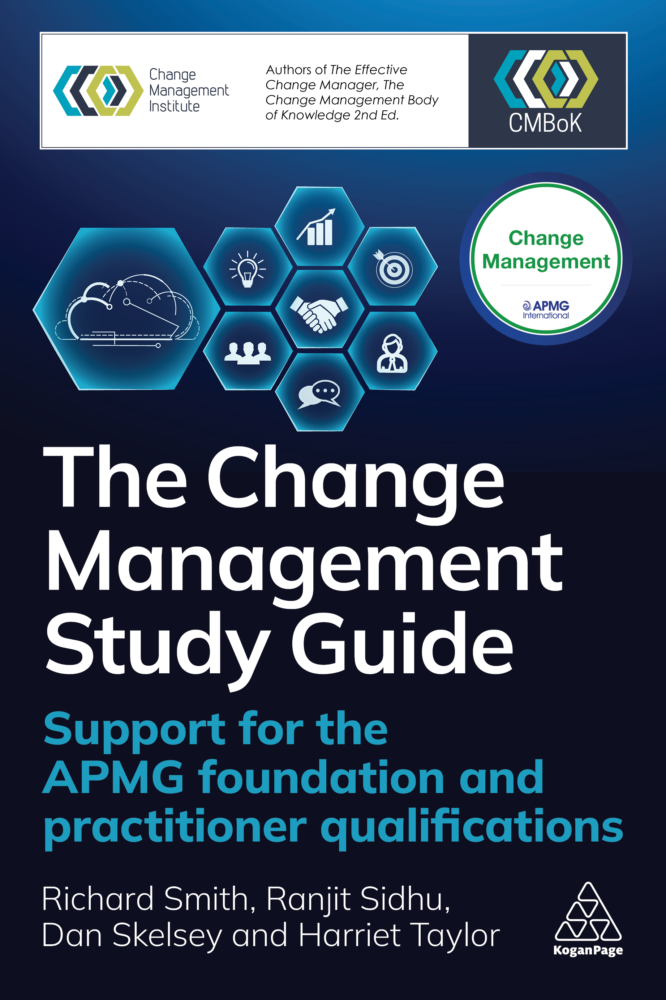 Change
Management
Institute
Authors of The Effective
Change Manager, The
Change Management Body
of Knowledge 2nd Ed.
CMBoK
Change
Management
APMG
International
The Change
Management
Study Guide
Support for the
APMG foundation and
practitioner qualifications
Richard Smith, Ranjit Sidhu,
Dan Skelsey and Harriet Taylor
KoganPage